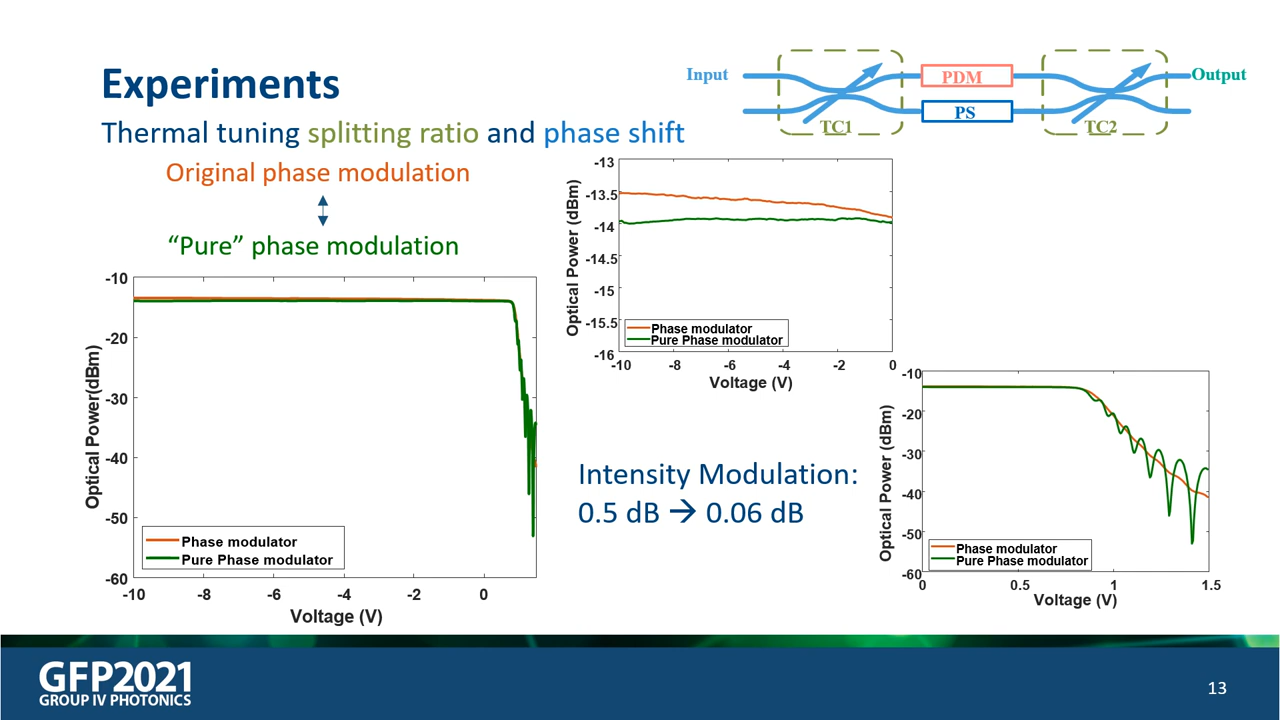 Experiments
Thermal tuning splitting ratio and phase shift
Original phase modulation
“Pure” phase modulation
Input
PDM
Output
PS
TC1
TC2
-10
-20
-30
-40
-50
-60
Optical Power(dBm)
Phase modulator
Pure Phase modulator
-10 -8 -6 -4 -2 0
Voltage (V)
-13
-13.5
-14
-14.5
-15
-15.5
-16
Optical Power (dBm)
Phase modulator
Pure Phase modulator
-10 -8 -6 -4 -2 0
Voltage (V)
Intensity Modulation:
0.5 dB → 0.06 dB
-10
-20
-30
-40
-50
-60
Optical Power (dBm)
Phase modulator
Pure Phase modulator
0 0.5 1 1.5
Voltage (V)
GFP2021
GROUP IV PHOTONICS
13